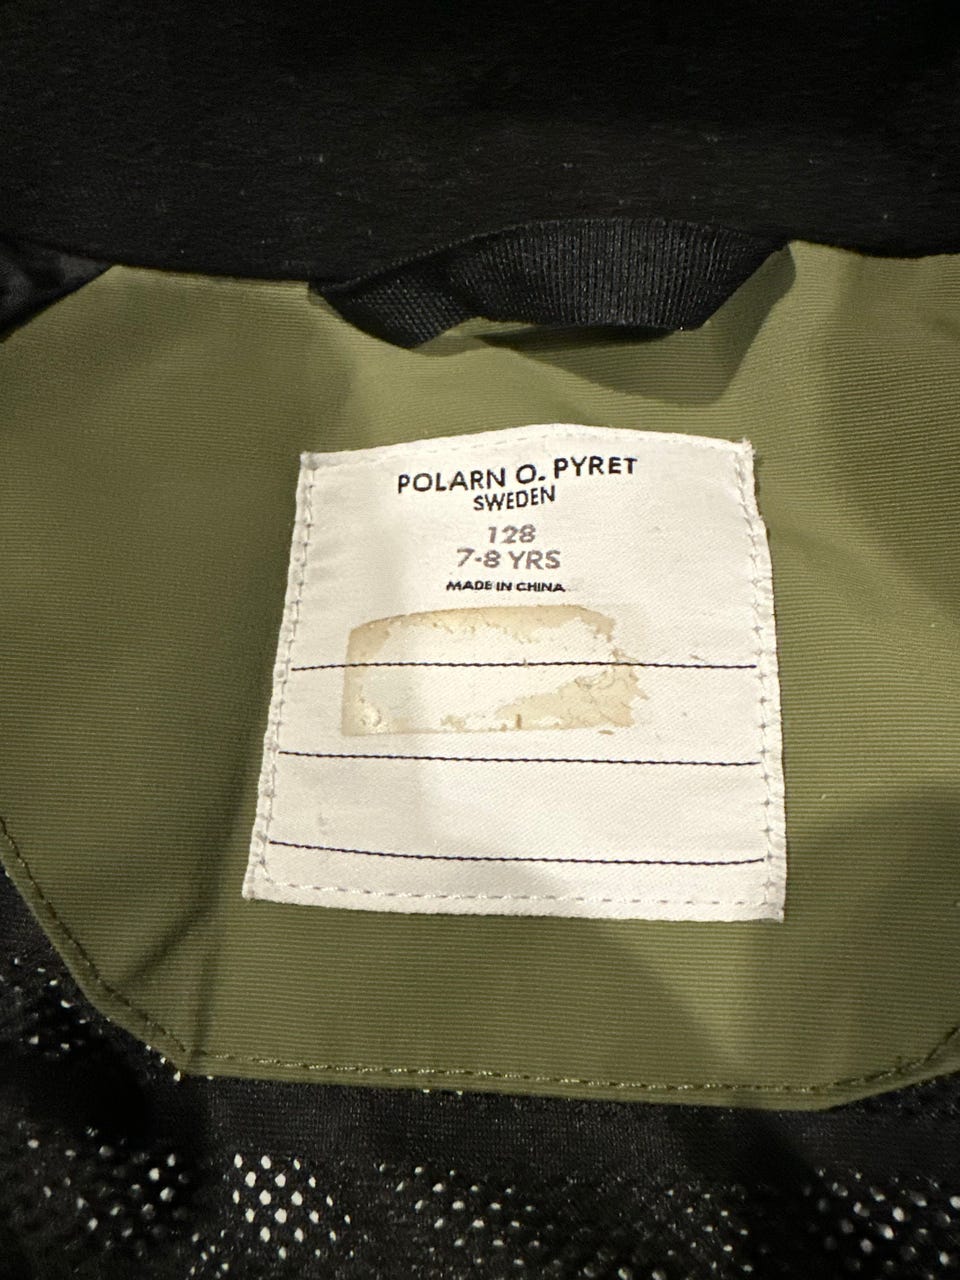 POLARN O. PYRET
SWEDEN
128
7-8 YRS
MADE IN CHINA